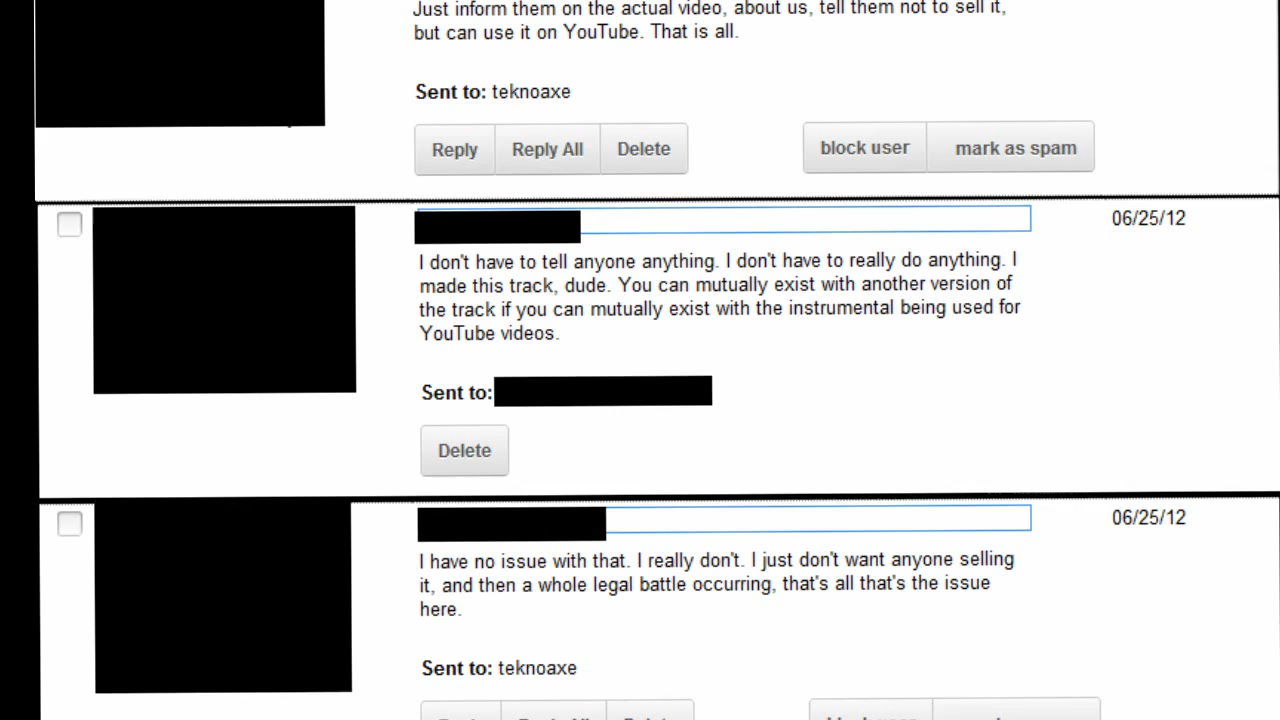 Just inform them on the actual video, about us, tell them not to sell it,
but can use it on YouTube. That is all.
Sent to: teknoaxe
Reply Reply All Delete block user mark as spam
06/25/12
I don't have to tell anyone anything. I don't have to really do anything. I
made this track, dude. You can mutually exist with another version of
the track if you can mutually exist with the instrumental being used for
YouTube videos.
Sent to:
Delete
06/25/12
I have no issue with that. I really don't. I just don't want anyone selling
it, and then a whole legal battle occurring, that's all that's the issue
here.
Sent to: teknoaxe